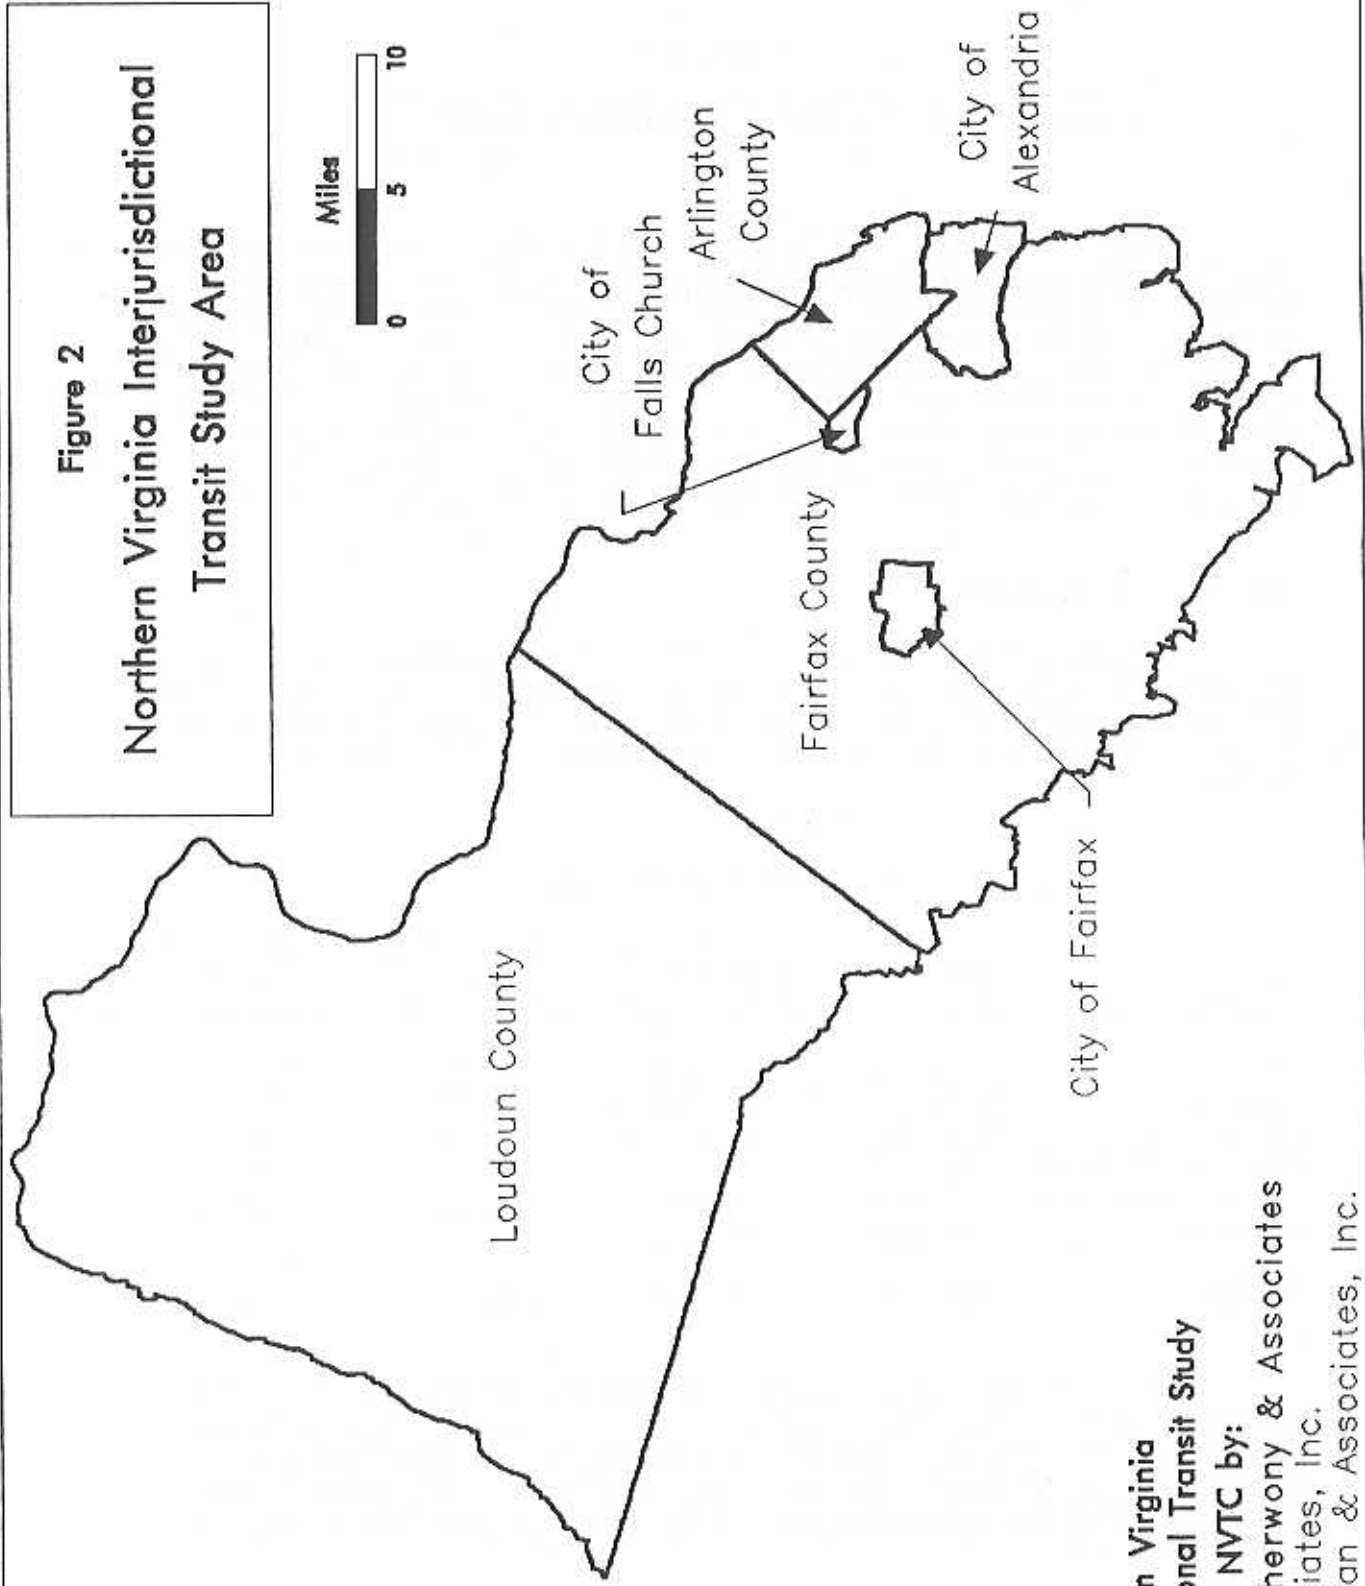 Figure 2
Northern Virginia Interjurisdictional
Transit Study Area
Miles
0 5 10
City of
Falls Church
Arlington
County
City of
Alexandria
Fairfax County
Loudoun County
City of Fairfax
n Virginia
onal Transit Study
NVTC by:
herwony & Associates
iates, Inc.
an & Associates, Inc.